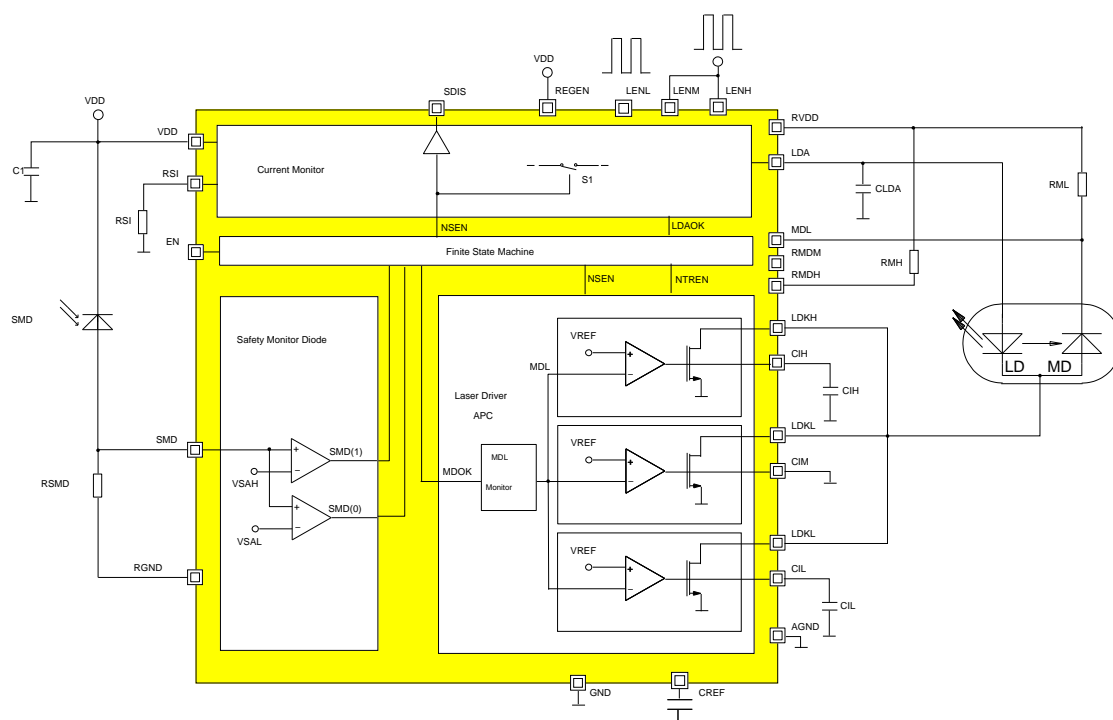 VDD
SDIS
REGEN
LENL
LENM
LENH
VDD
VDD
RVDD
LDA
C1
RSI
RSI
EN
Current Monitor
S1
CLDA
RML
NSEN
LDAOK
MDL
RMDM
RMDH
RMH
Finite State Machine
NSEN
NTREN
SMD
Safety Monitor Diode
VREF
+
−
MDL
LDKH
CIH
CIH
LD
MD
Laser Driver
APC
SMD
SMD(1)
+
−
VSAH
RSMD
MDOK
MDL
Monitor
VREF
+
−
LDKL
CIM
SMD(0)
+
−
VSAL
RGND
VREF
+
−
LDKL
CIL
CIL
AGND
GND
CREF